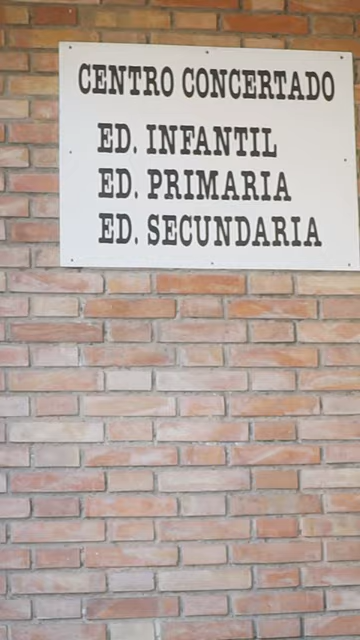 CENTRO CONCERTADO
ED. INFANTIL
ED. PRIMARIA
ED. SECUNDARIA